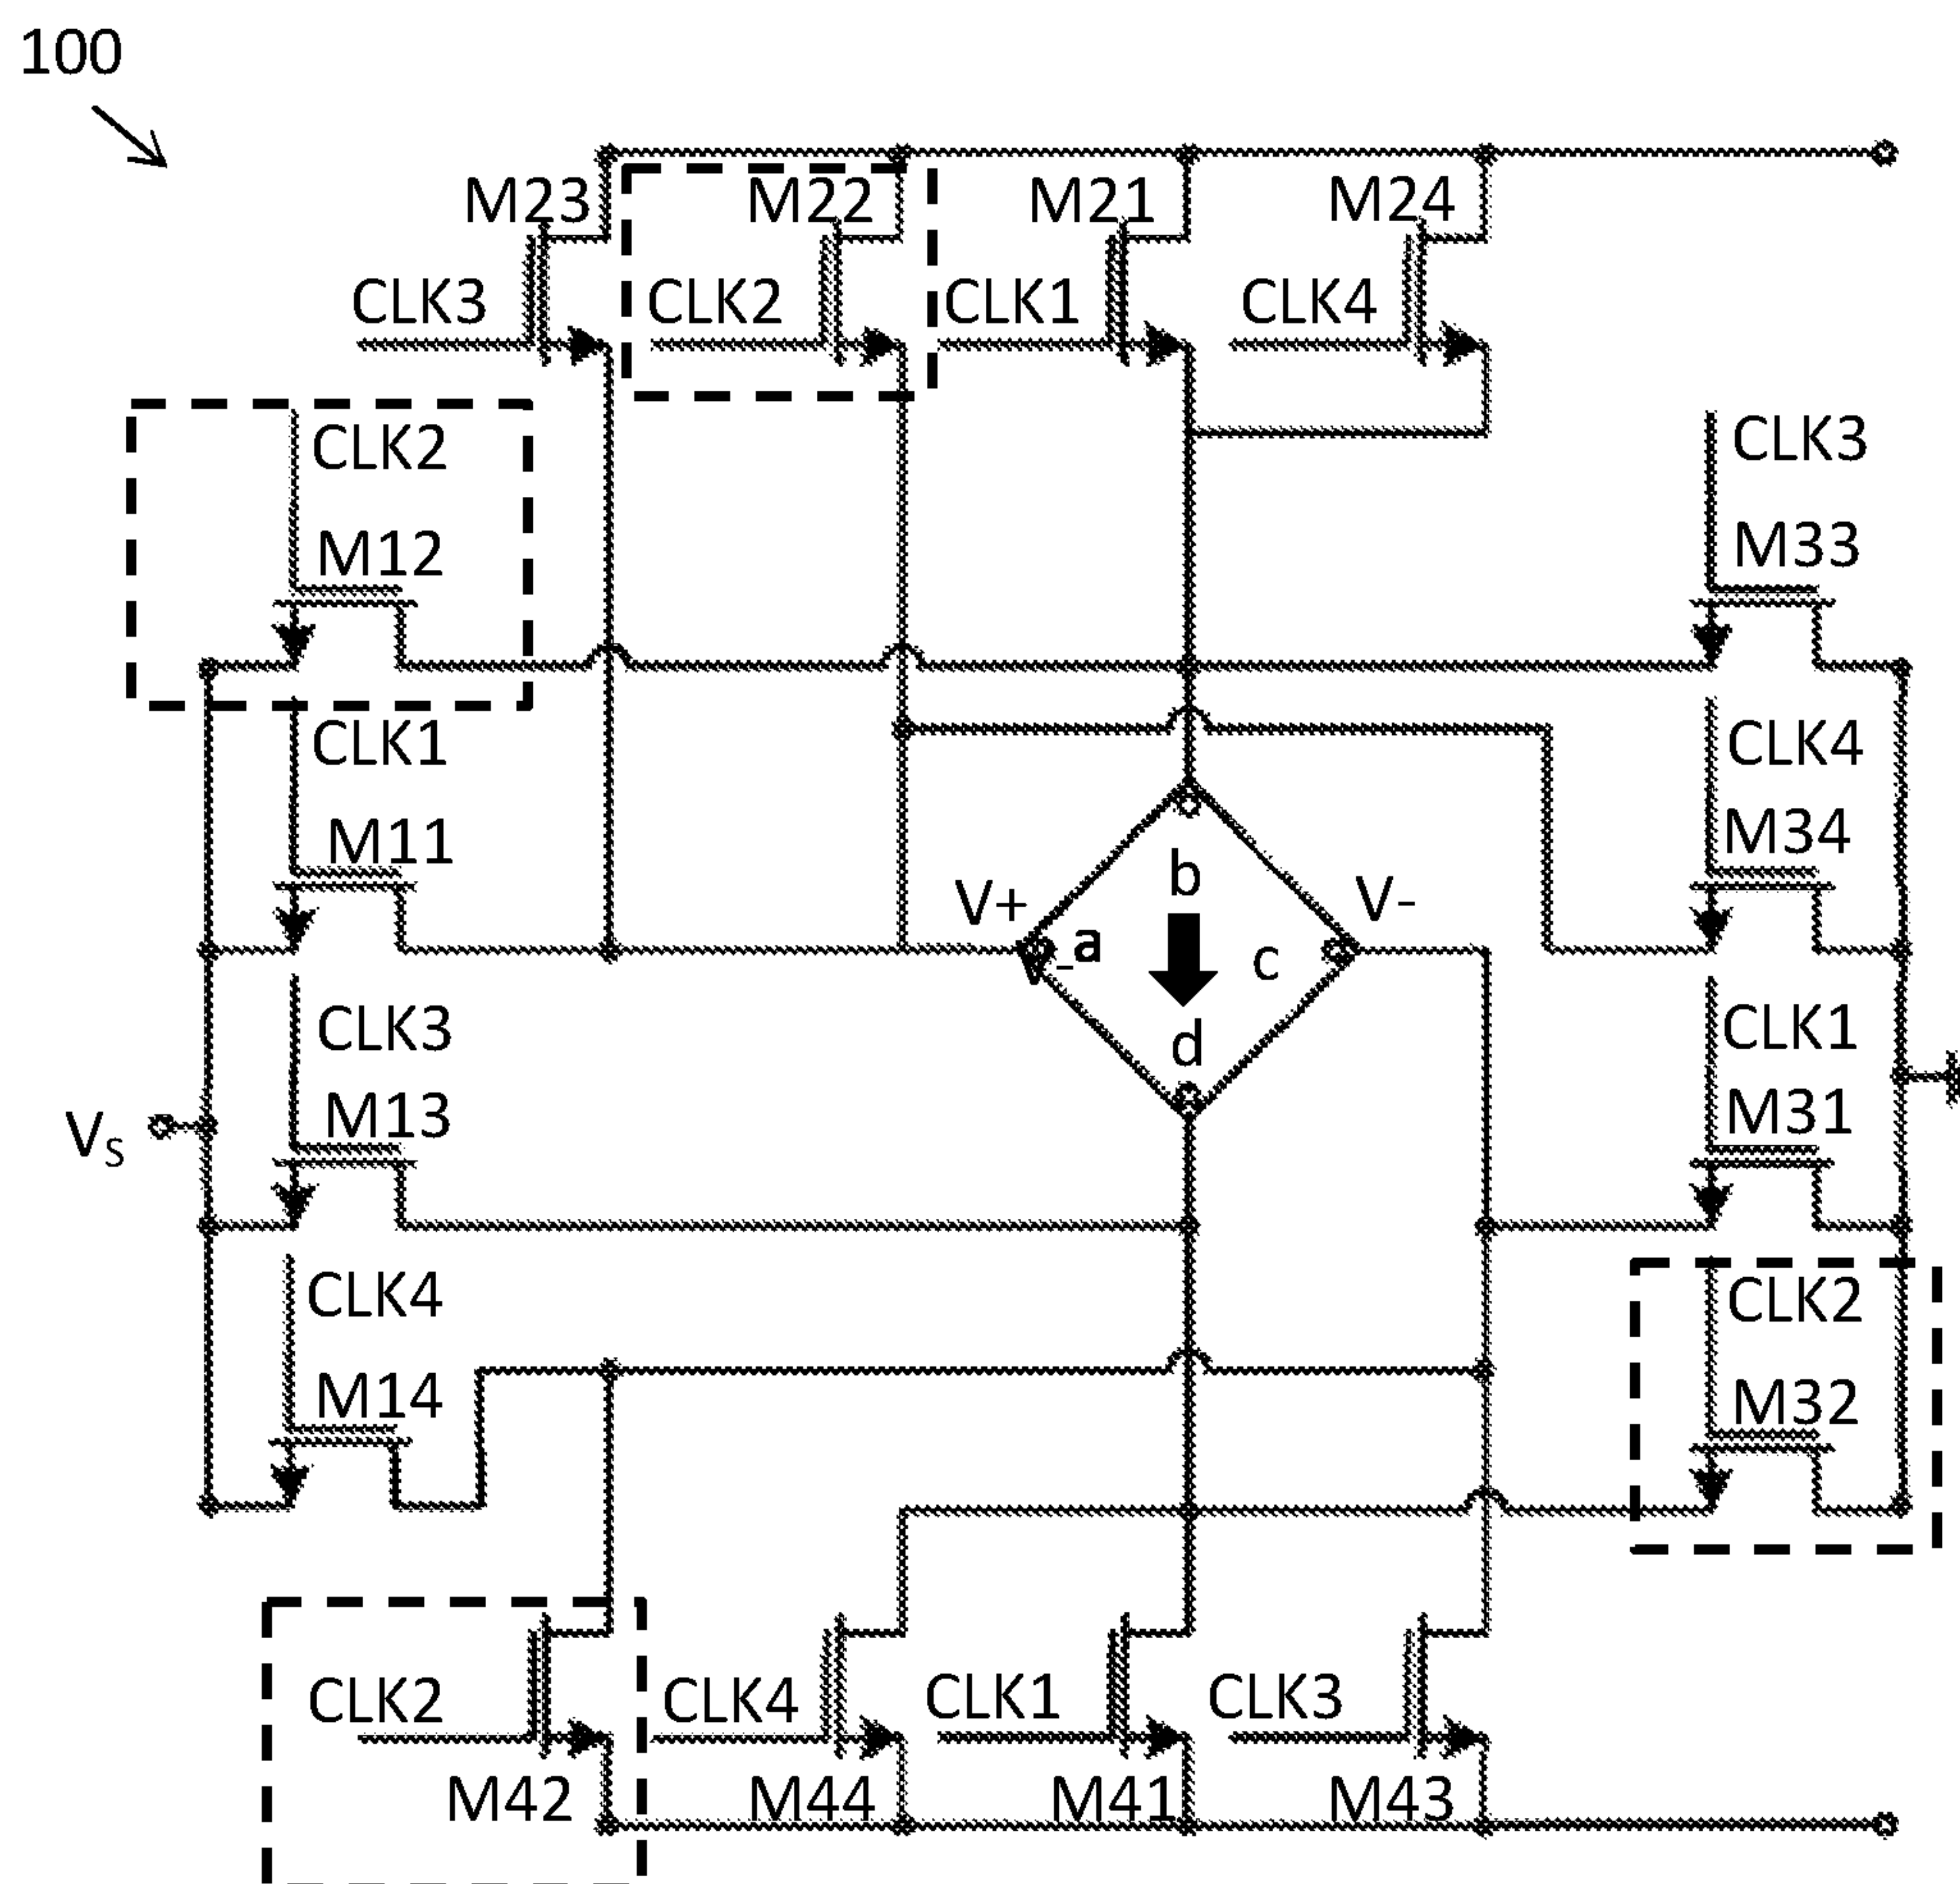 100
M23
M22
M21
M24
CLK3
CLK2
CLK1
CLK4
CLK2
CLK3
M12
M33
CLK1
CLK4
M11
M34
V+
b
V-
V-
a
c
CLK3
d
CLK1
M13
M31
VS
CLK4
CLK2
M14
M32
CLK2
CLK4
CLK1
CLK3
M42
M44
M41
M43